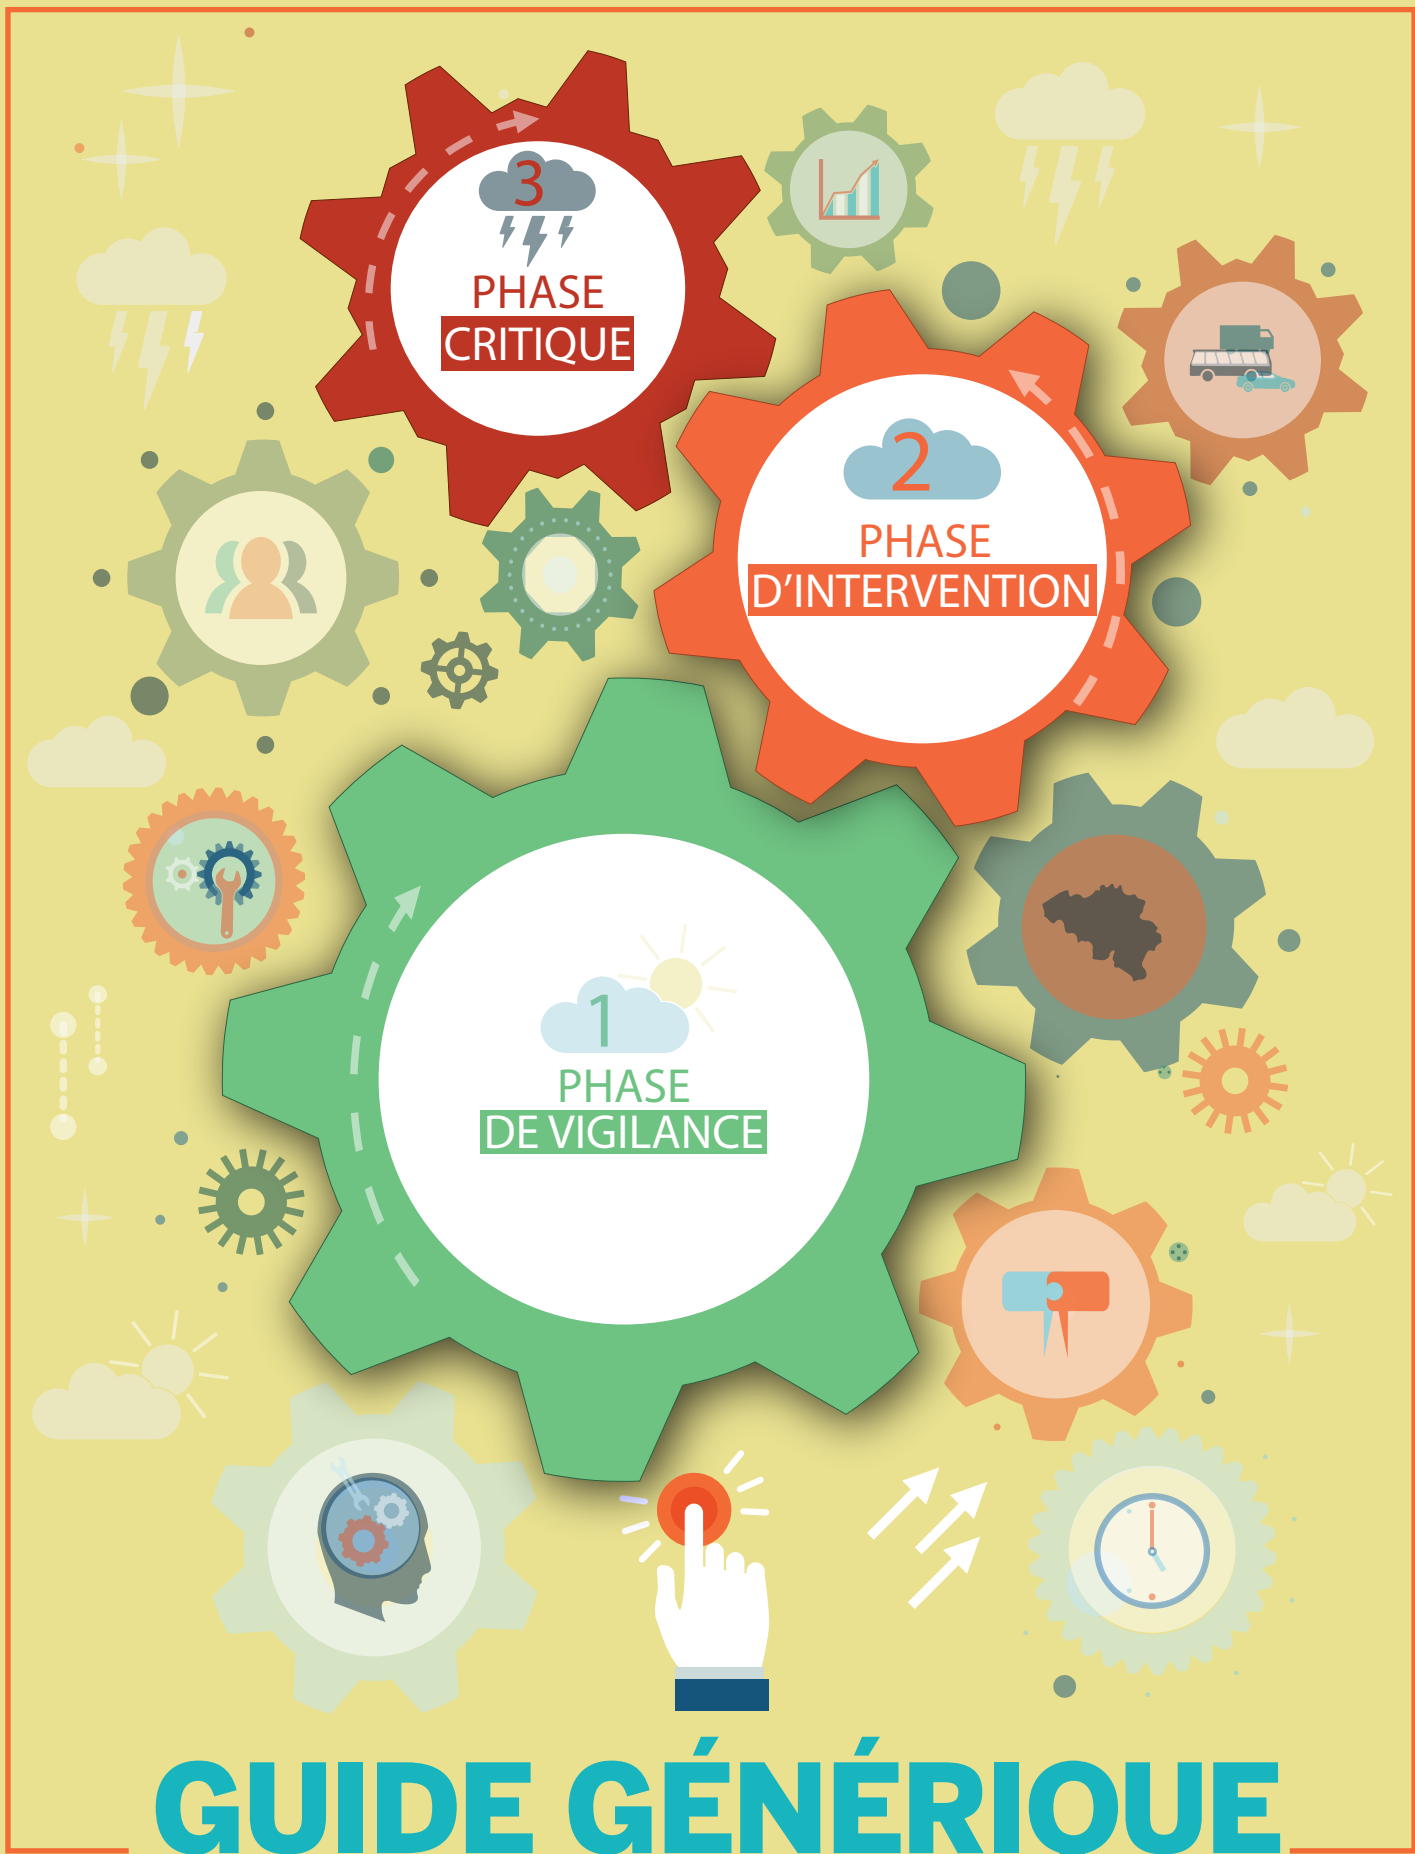 3
PHASE
CRITIQUE
2
PHASE
D'INTERVENTION
1
PHASE
DE VIGILANCE
GUIDE GÉNÉRIQUE